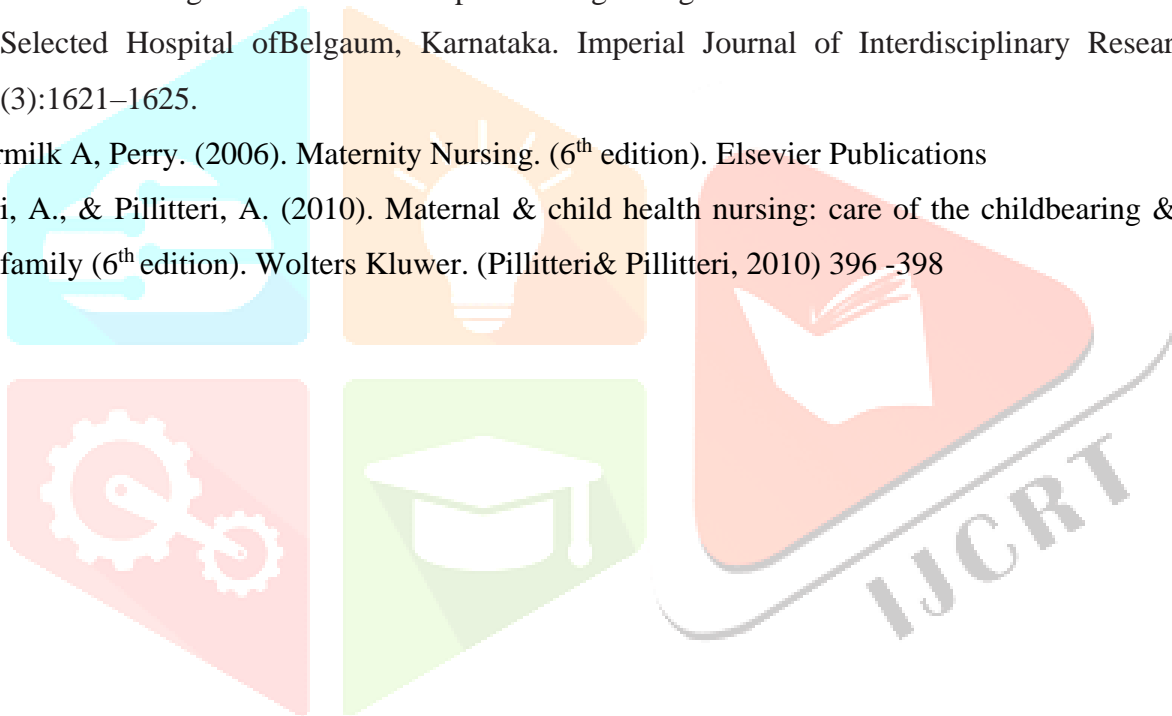 Selected Hospital ofBelgaum, Karnataka. Imperial Journal of Interdisciplinary Resear
(3):1621–1625.
rmilk A, Perry. (2006). Maternity Nursing. (6th edition). Elsevier Publications
i, A., & Pillitteri, A. (2010). Maternal & child health nursing: care of the childbearing &
family (6th edition). Wolters Kluwer. (Pillitteri& Pillitteri, 2010) 396 -398
IJCRT